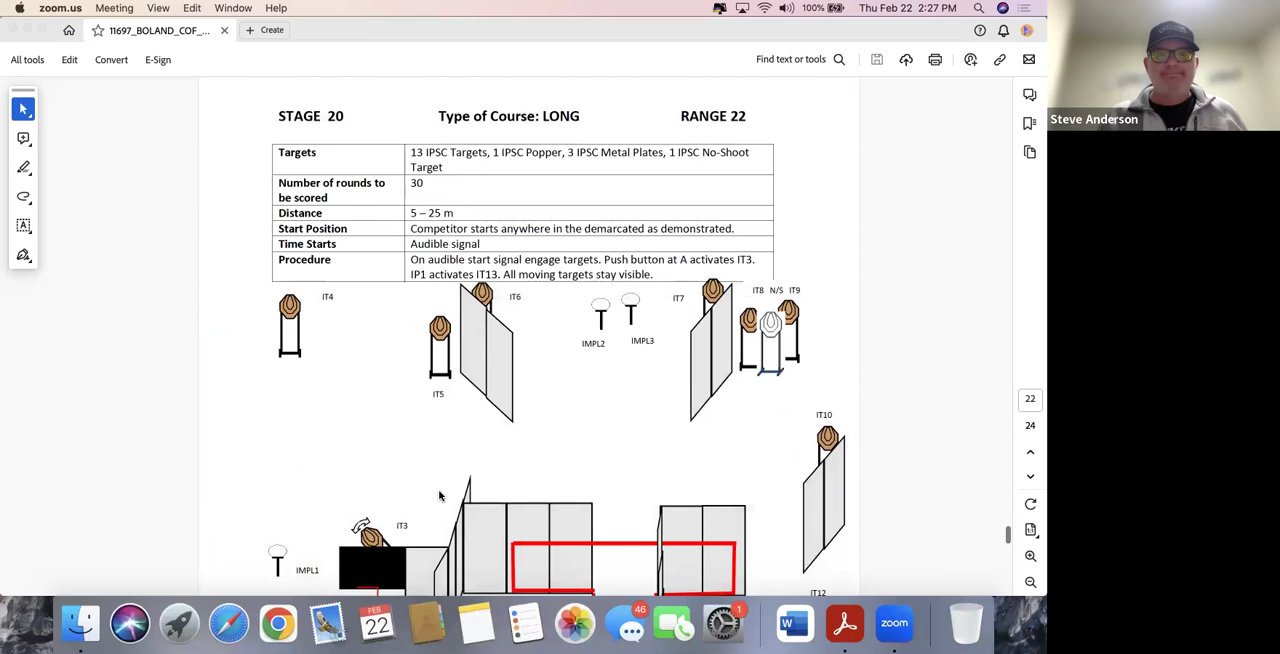 zoom.us Meeting View Edit Window Help 100% Thu Feb 22 2:27 PM
11697_BOLAND_COF_... Create
All tools Edit Convert E-Sign Find text or tools
Steve Anderson
STAGE 20 Type of Course: LONG RANGE 22
Targets 13 IPSC Targets, 1 IPSC Popper, 3 IPSC Metal Plates, 1 IPSC No-Shoot
Target
Number of rounds to 30
be scored
Distance 5 – 25 m
Start Position Competitor starts anywhere in the demarcated as demonstrated.
Time Starts Audible signal
Procedure On audible start signal engage targets. Push button at A activates IT3.
IP1 activates IT13. All moving targets stay visible.
IT4 IT6 IT7 IT8 N/S IT9
IMPL2 IMPL3
IT5
IT10
IT3
IMPL1
IT12
22
24
1:1
FEB
22
46
1
W
zoom